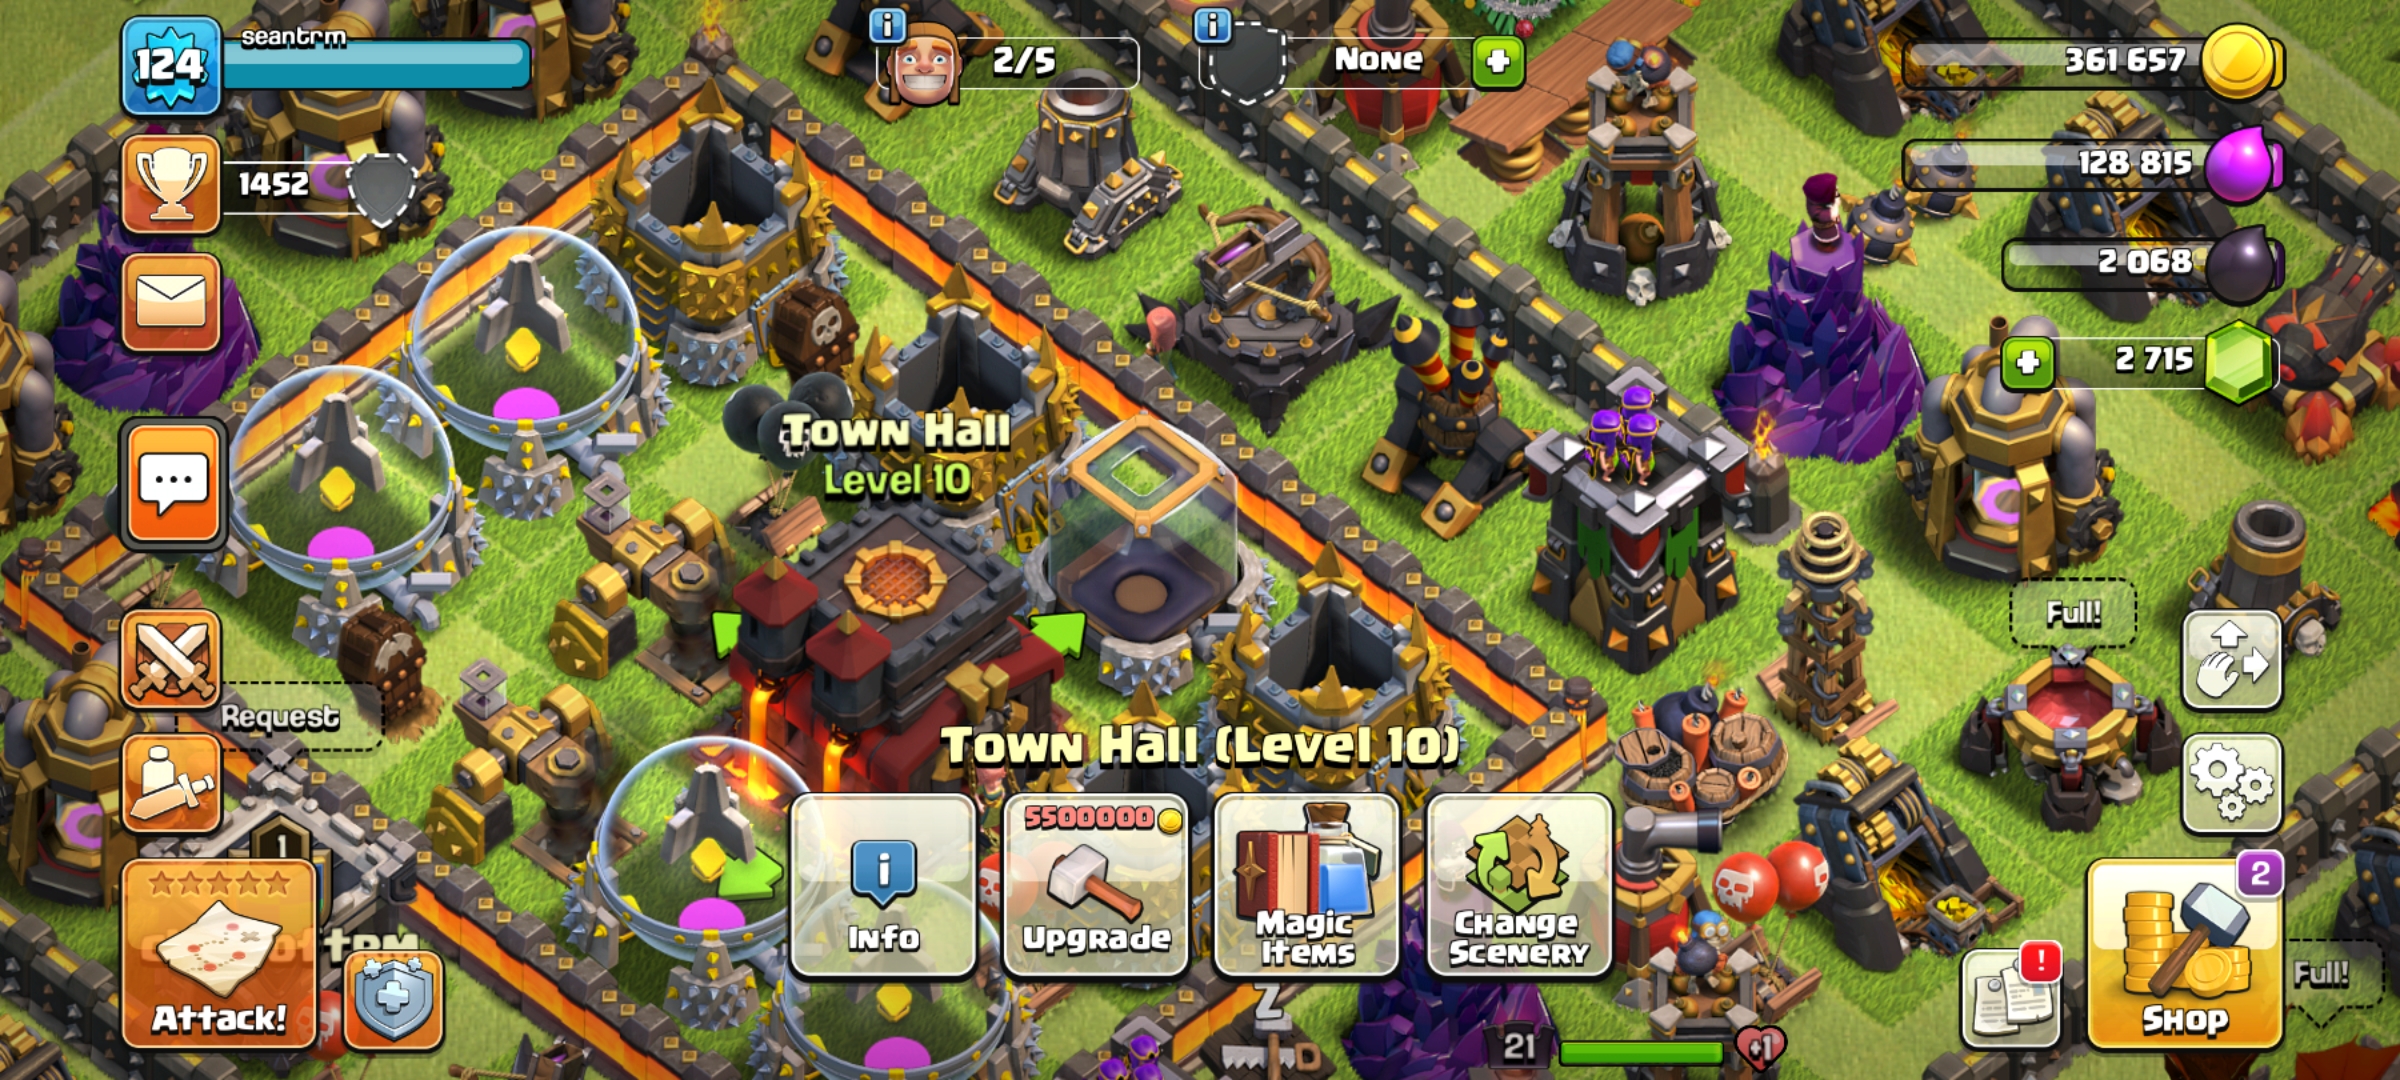 124
seantrm
2/5
None
361 657
1452
128 815
2 068
2 715
Town Hall
Level 10
Full!
Request
Town Hall (Level 10)
1
5500000
Info
Upgrade
Magic
Items
Change
Scenery
2
Full!
Attack!
Shop
21
+1
Z